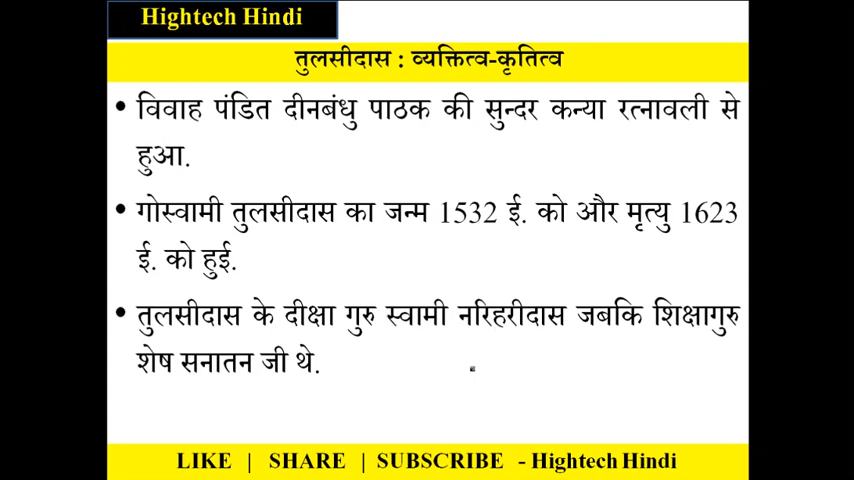 Hightech Hindi
तुलसीदास : व्यक्तित्व-कृतित्व
• विवाह पंडित दीनबंधु पाठक की सुन्दर कन्या रत्नावली से
हुआ.
• गोस्वामी तुलसीदास का जन्म 1532 ई. को और मृत्यु 1623
ई. को हुई.
• तुलसीदास के दीक्षा गुरु स्वामी नरिहरीदास जबकि शिक्षागुरु
शेष सनातन जी थे.
LIKE | SHARE | SUBSCRIBE - Hightech Hindi